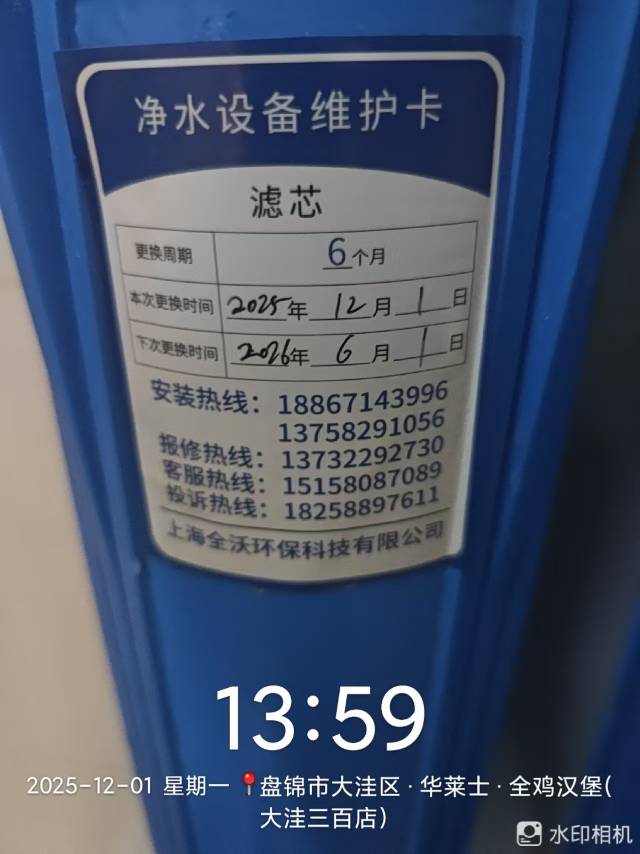 净水设备维护卡
滤芯
更换周期 6个月
本次更换时间 2025年 12月 1日
下次更换时间 2026年 6月 1日
安装热线：18867143996
13758291056
报修热线：13732292730
客服热线：15158087089
投诉热线：18258897611
上海全沃环保科技有限公司
13:59
2025-12-01 星期一 📍盘锦市大洼区·华莱士·全鸡汉堡(
大洼三百店)
水印相机